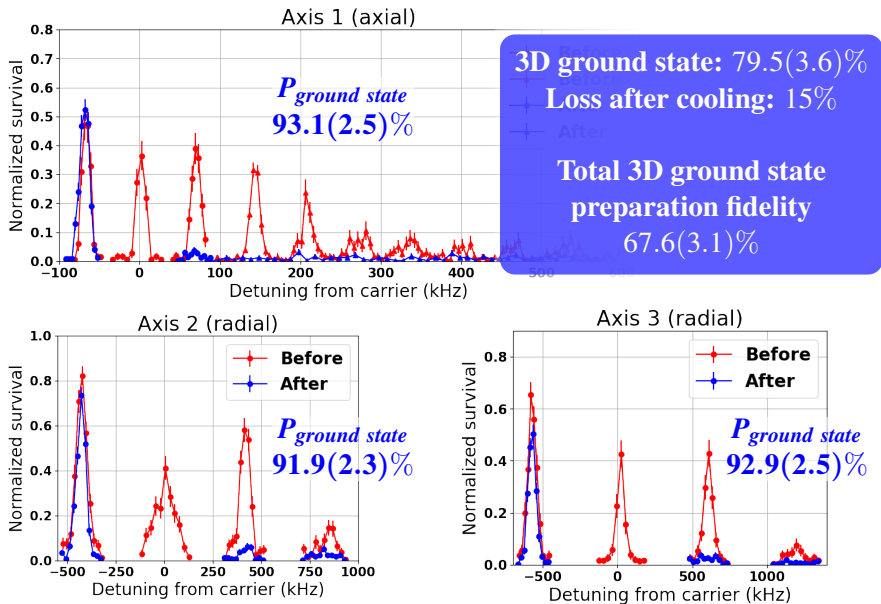 Axis 1 (axial)
Normalized survival
0.8
0.7
0.6
0.5
0.4
0.3
0.2
0.1
0.0
−100
0
100
200
300
400
500
Detuning from carrier (kHz)
P_ground state
93.1(2.5)%
Before
After
3D ground state: 79.5(3.6)%
Loss after cooling: 15%
Total 3D ground state
preparation fidelity
67.6(3.1)%
Axis 2 (radial)
Normalized survival
1.0
0.8
0.6
0.4
0.2
0.0
−500
−250
0
250
500
750
1000
Detuning from carrier (kHz)
Before
After
P_ground state
91.9(2.3)%
Axis 3 (radial)
Normalized survival
0.8
0.6
0.4
0.2
0.0
−500
0
500
1000
Detuning from carrier (kHz)
Before
After
P_ground state
92.9(2.5)%